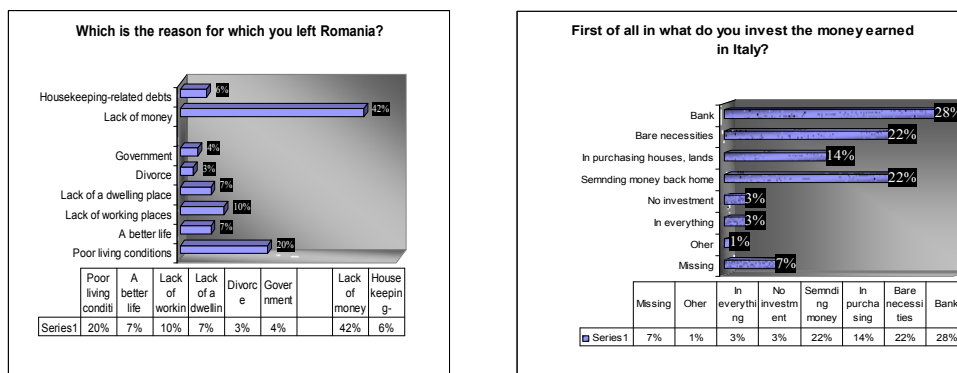 Which is the reason for which you left Romania?
Housekeeping-related debts
6%
Lack of money
42%
Government
4%
Divorce
3%
Lack of a dwelling place
7%
Lack of working places
10%
A better life
7%
Poor living conditions
20%
Poor living conditi
A better life
Lack of workin
Lack of a dwellin
Divorc e
Gover nment
Lack of money
House keepin g-
Series1 20% 7% 10% 7% 3% 4% 42% 6%
First of all in what do you invest the money earned
in Italy?
Bank
28%
Bare necessities
22%
In purchasing houses, lands
14%
Semnding money back home
22%
No investment
3%
In everything
3%
Oher
1%
Missing
7%
Missing
Oher
In everythi ng
No investm ent
Semndi ng money
In purcha sing
Bare necessi ties
Bank
Series1 7% 1% 3% 3% 22% 14% 22% 28%